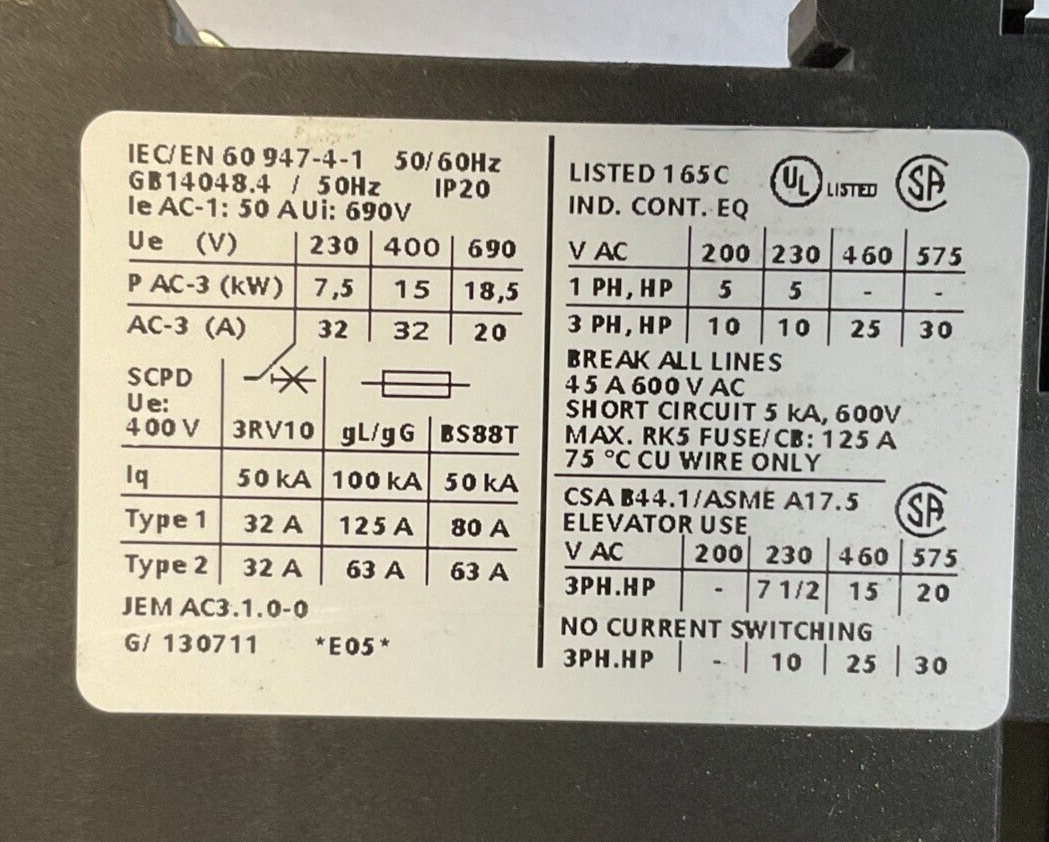 IEC/EN 60 947-4-1 50/60Hz
GB14048.4 / 50Hz IP20
Ie AC-1: 50 A Ui: 690V
Ue (V) 230 400 690
P AC-3 (kW) 7,5 15 18,5
AC-3 (A) 32 32 20
SCPD
Ue:
400 V 3RV10 gL/gG BS88T
Iq 50 kA 100 kA 50 kA
Type 1 32 A 125 A 80 A
Type 2 32 A 63 A 63 A
JEM AC3.1.0-0
G/ 130711 *E05*
LISTED 165C UL LISTED SA
IND. CONT. EQ
V AC 200 230 460 575
1 PH, HP 5 5 - -
3 PH, HP 10 10 25 30
BREAK ALL LINES
45 A 600 V AC
SHORT CIRCUIT 5 kA, 600V
MAX. RK5 FUSE/CB: 125 A
75 °C CU WIRE ONLY
CSA B44.1/ASME A17.5 SA
ELEVATOR USE
V AC 200 230 460 575
3PH.HP - 7 1/2 15 20
NO CURRENT SWITCHING
3PH.HP - 10 25 30